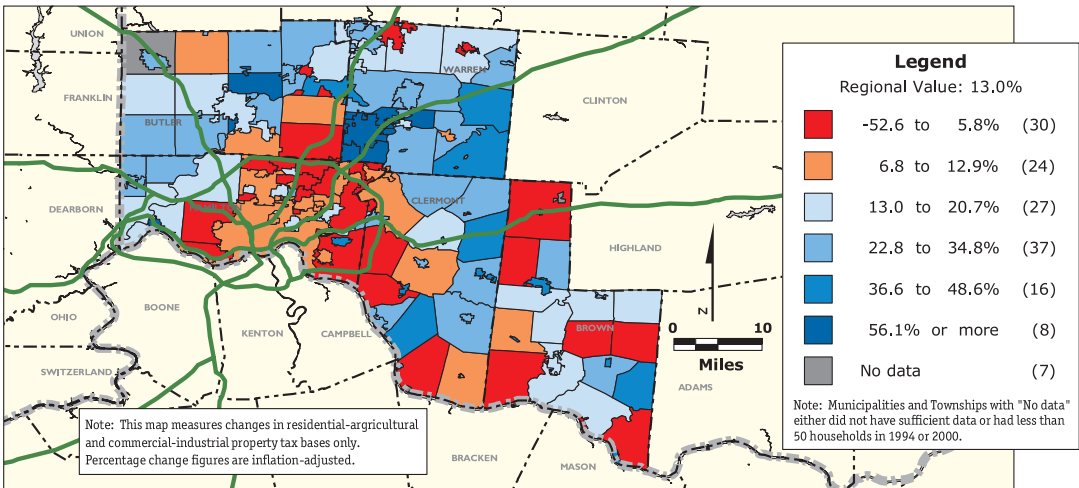 UNION
WARREN
CLINTON
FRANKLIN
BUTLER
DEARBORN
CLERMONT
HIGHLAND
BOONE
OHIO
KENTON
CAMPBELL
BROWN
SWITZERLAND
ADAMS
BRACKEN
MASON
N
0 10
Miles
Legend
Regional Value: 13.0%
-52.6 to 5.8% (30)
6.8 to 12.9% (24)
13.0 to 20.7% (27)
22.8 to 34.8% (37)
36.6 to 48.6% (16)
56.1% or more (8)
No data (7)
Note: Municipalities and Townships with "No data"
either did not have sufficient data or had less than
50 households in 1994 or 2000.
Note: This map measures changes in residential-argricultural
and commercial-industrial property tax bases only.
Percentage change figures are inflation-adjusted.